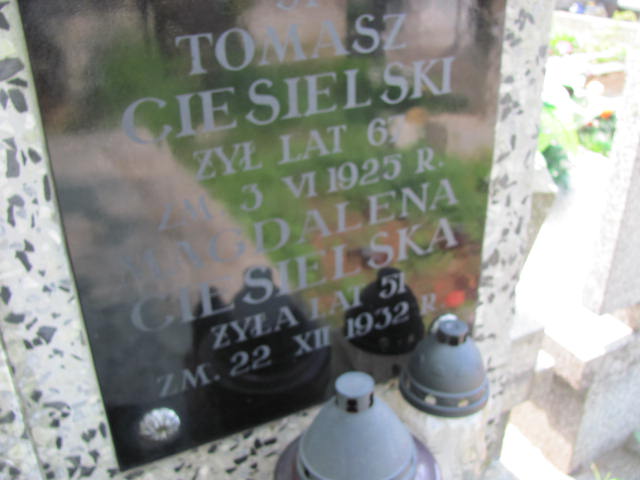 TOMASZ
CIESIELSKI
ŻYŁ LAT
ZM. 3 VI 1925 R.
MAGDALENA
CIESIELSKA
ŻYŁA LAT 51
ZM. 22 XII 1932 R